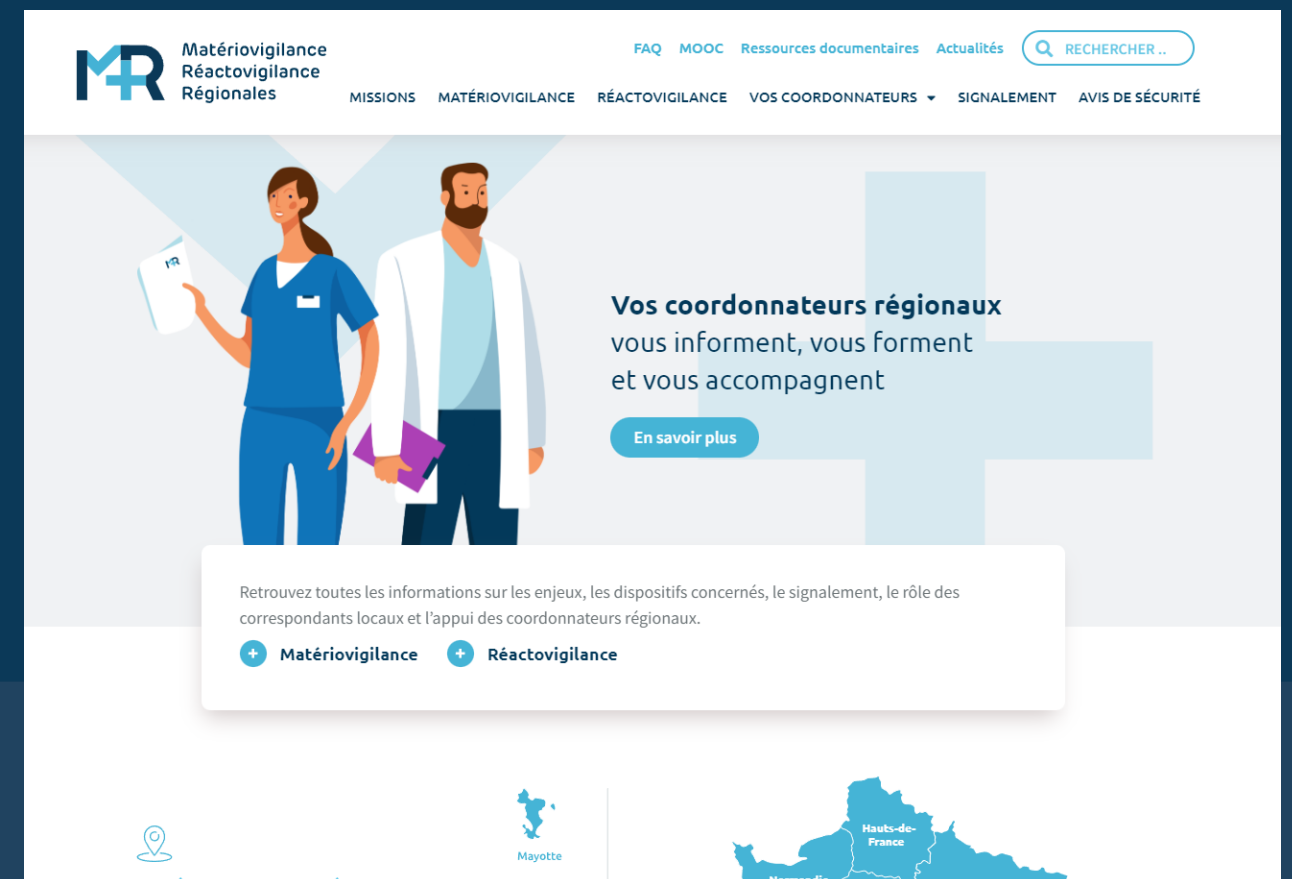 Matériovigilance
Réactovigilance
Régionales
FAQ MOOC Ressources documentaires Actualités RECHERCHER ..
MISSIONS MATÉRIOVIGILANCE RÉACTOVIGILANCE VOS COORDONNATEURS SIGNALEMENT AVIS DE SÉCURITÉ
MR
Vos coordonnateurs régionaux
vous informent, vous forment
et vous accompagnent
En savoir plus
Retrouvez toutes les informations sur les enjeux, les dispositifs concernés, le signalement, le rôle des
correspondants locaux et l’appui des coordonnateurs régionaux.
Matériovigilance Réactovigilance
Mayotte
Hauts-de-
France
Normandie